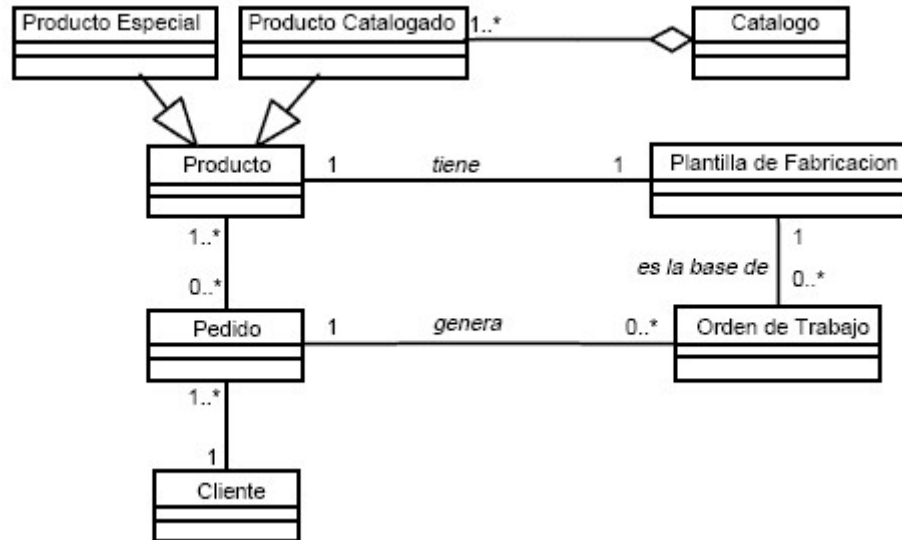 Producto Especial
Producto Catalogado
1..*
Catalogo
Producto
1
tiene
1
Plantilla de Fabricacion
1..*
1
es la base de
0..*
0..*
Pedido
1
genera
0..*
Orden de Trabajo
1..*
1
Cliente